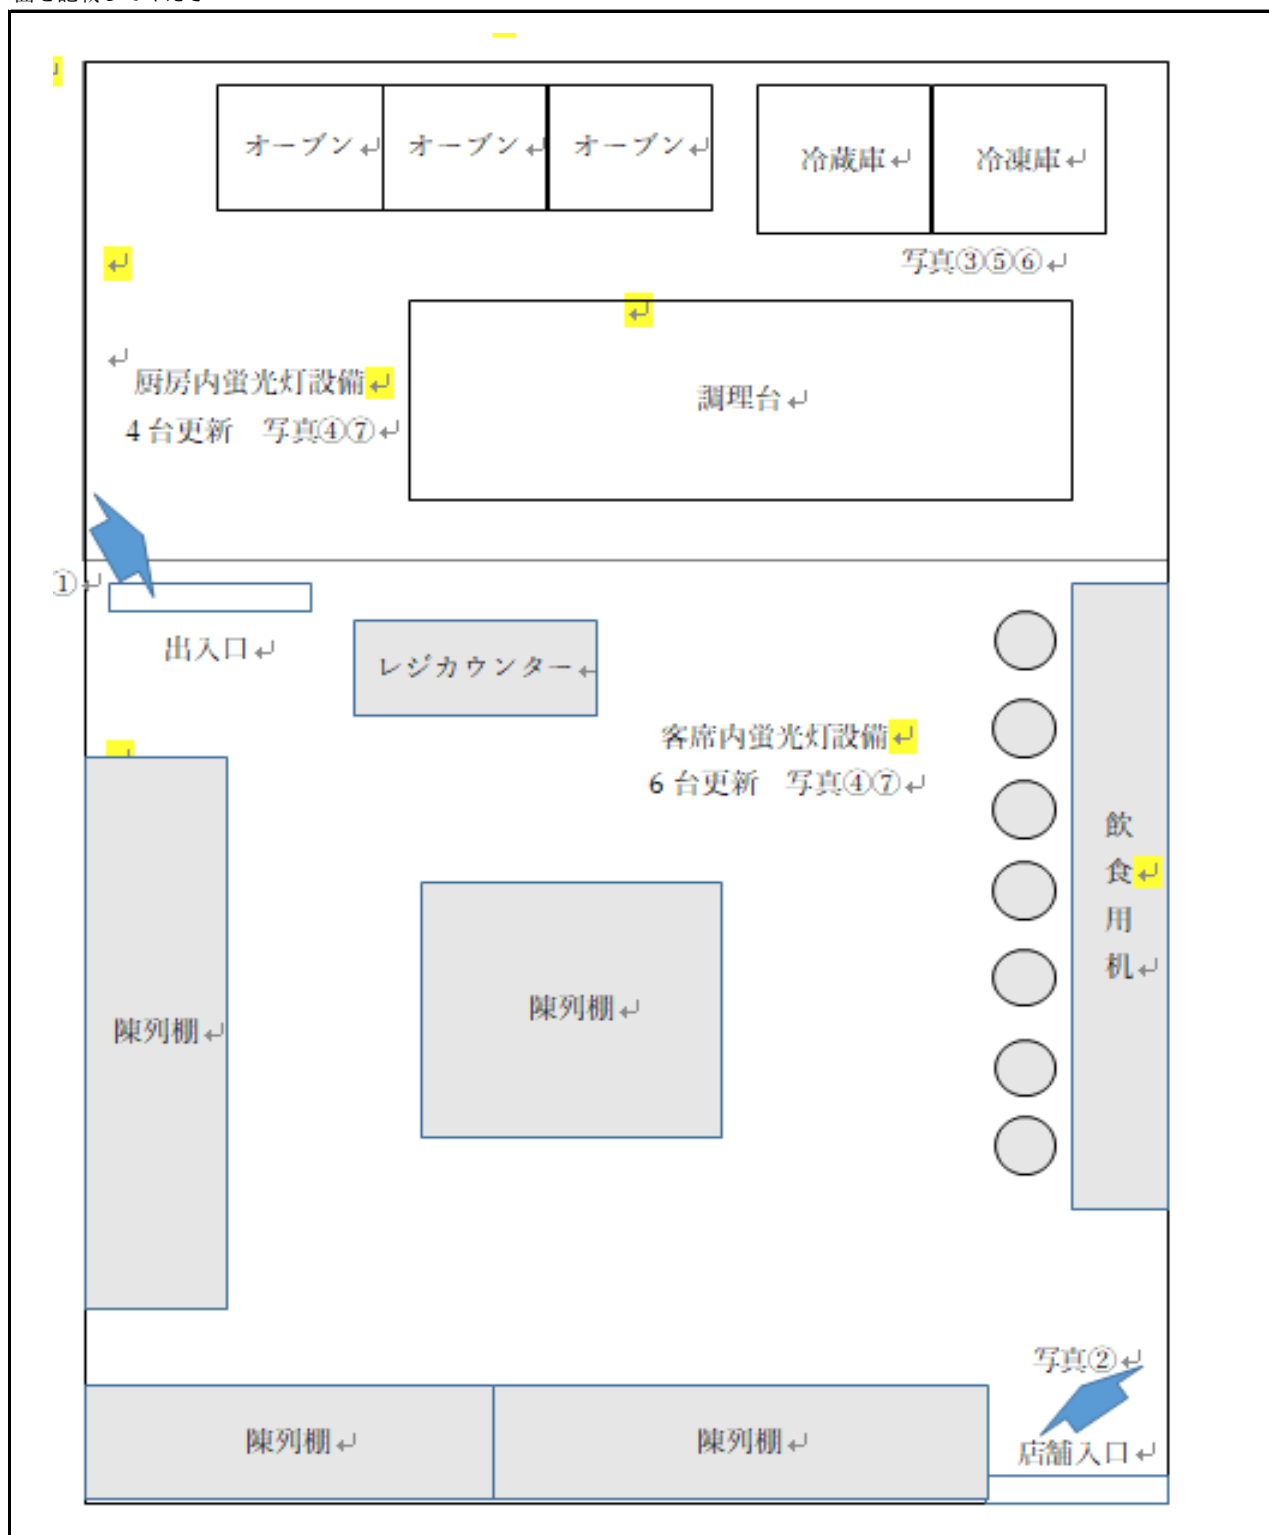 オーブン オーブン オーブン
冷蔵庫 冷凍庫
写真③⑤⑥
厨房内蛍光灯設備
4台更新　写真④⑦
調理台
①
出入口
レジカウンター
客席内蛍光灯設備
6台更新　写真④⑦
飲
食
用
机
陳列棚
陳列棚
写真②
陳列棚 陳列棚
店舗入口